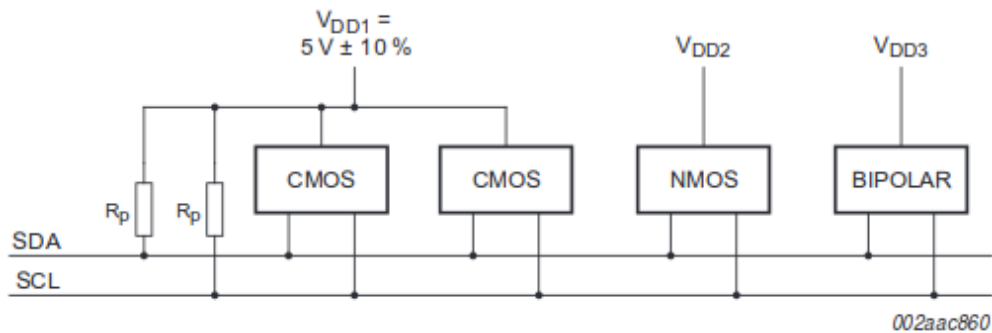 VDD1 =
5 V ± 10 %
VDD2
VDD3
CMOS
CMOS
NMOS
BIPOLAR
Rp
Rp
SDA
SCL
002aac860